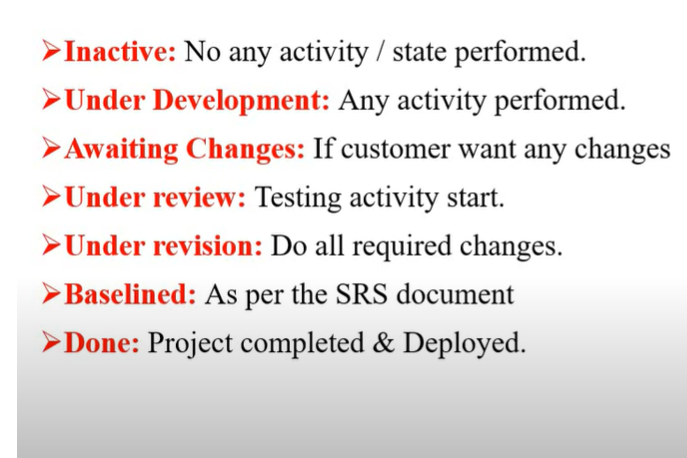 ➢Inactive: No any activity / state performed.
➢Under Development: Any activity performed.
➢Awaiting Changes: If customer want any changes
➢Under review: Testing activity start.
➢Under revision: Do all required changes.
➢Baselined: As per the SRS document
➢Done: Project completed & Deployed.